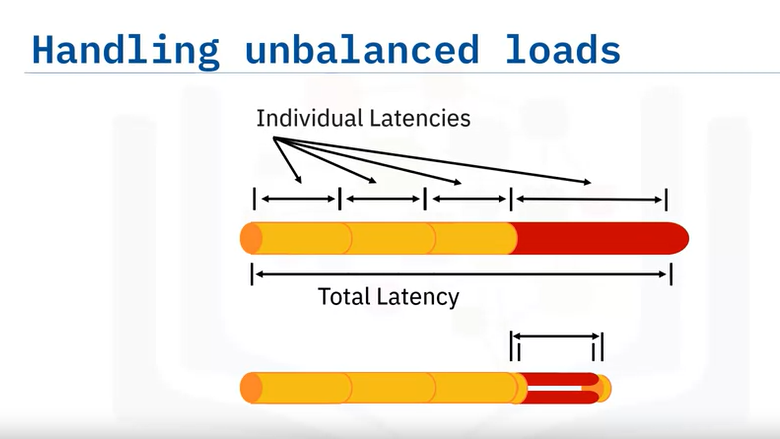 Handling unbalanced loads
Individual Latencies
Total Latency